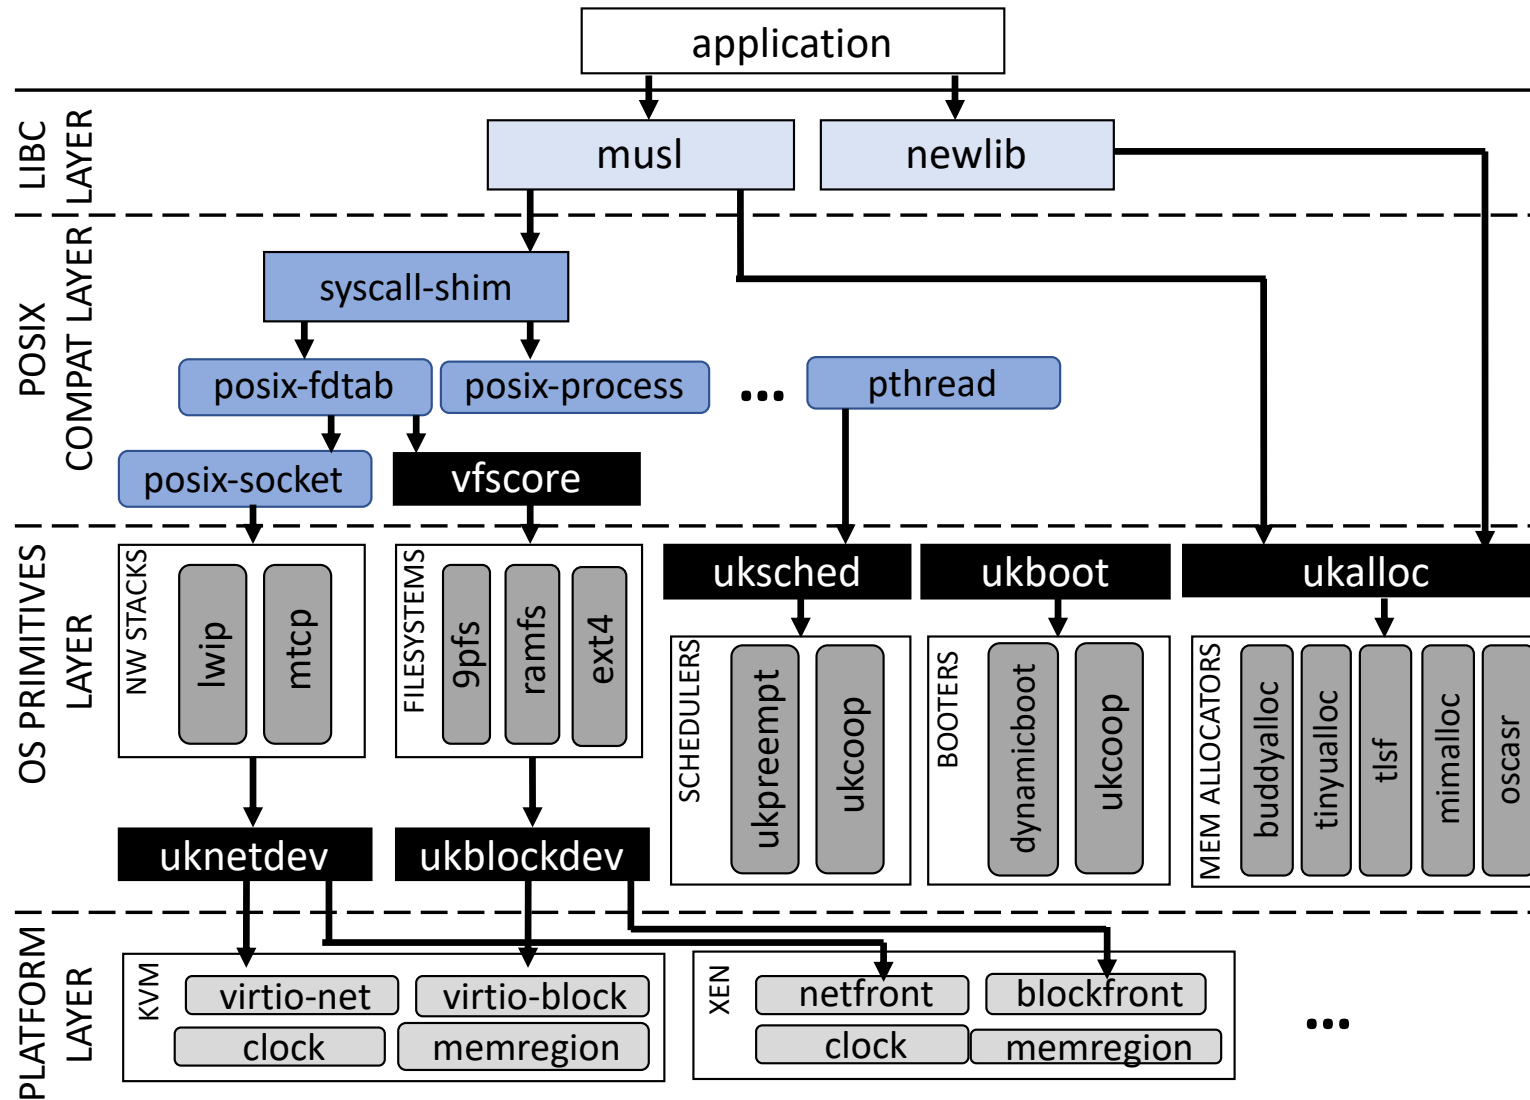 application
LIBC
LAYER
musl
newlib
POSIX
COMPAT LAYER
syscall-shim
posix-fdtab
posix-process
...
pthread
posix-socket
vfscore
OS PRIMITIVES
LAYER
NW STACKS
lwip
mtcp
FILESYSTEMS
9pfs
ramfs
ext4
uksched
SCHEDULERS
ukpreempt
ukcoop
ukboot
BOOTERS
dynamicboot
ukcoop
ukalloc
MEM ALLOCATORS
buddyalloc
tinyualloc
tlsf
mimalloc
oscasr
uknetdev
ukblockdev
PLATFORM
LAYER
KVM
virtio-net
virtio-block
clock
memregion
XEN
netfront
blockfront
clock
memregion
...